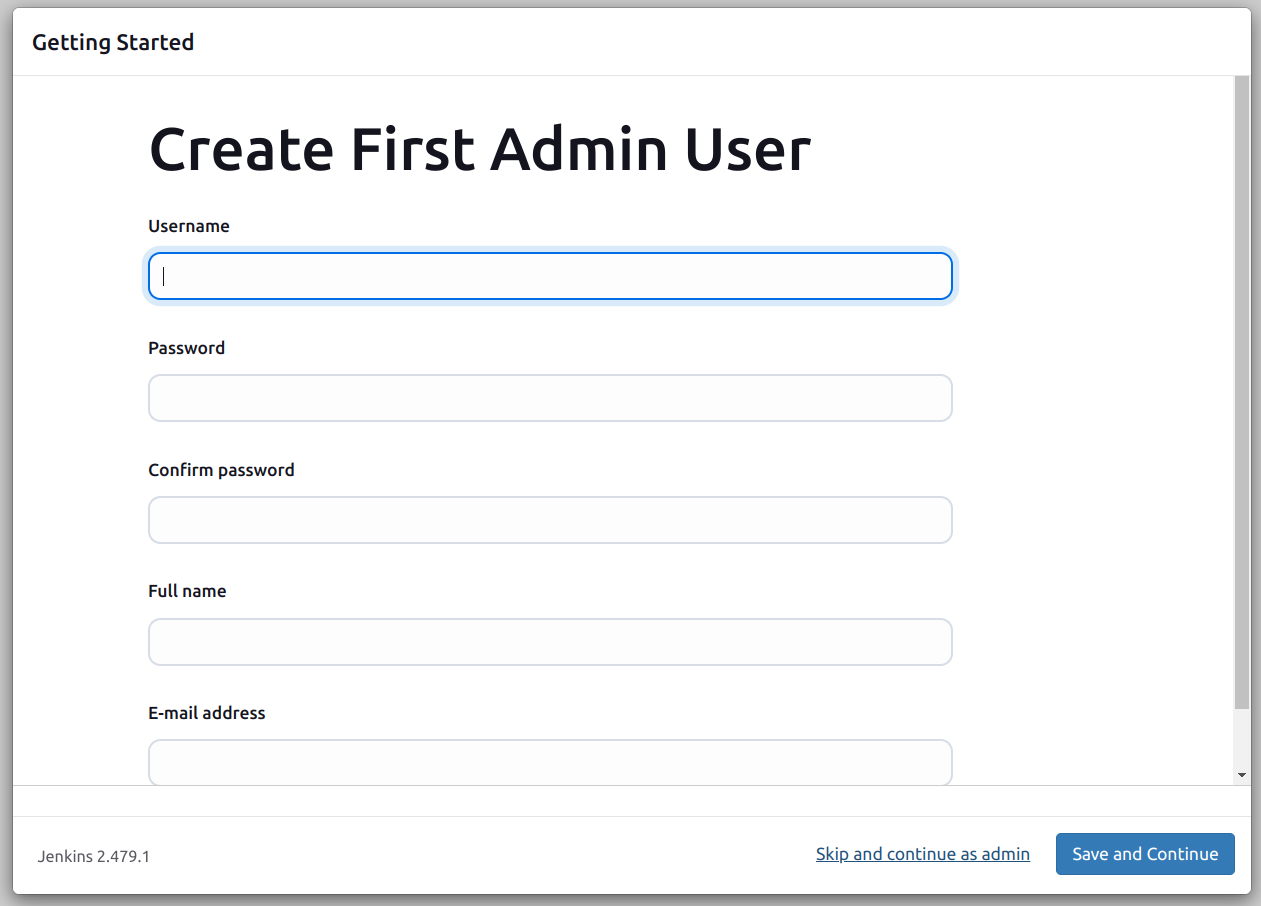 Getting Started
Create First Admin User
Username
Password
Confirm password
Full name
E-mail address
Jenkins 2.479.1
Skip and continue as admin
Save and Continue